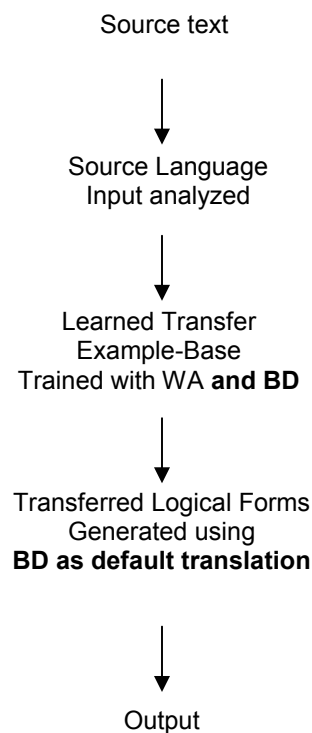 Source text
Source Language
Input analyzed
Learned Transfer
Example-Base
Trained with WA and BD
Transferred Logical Forms
Generated using
BD as default translation
Output